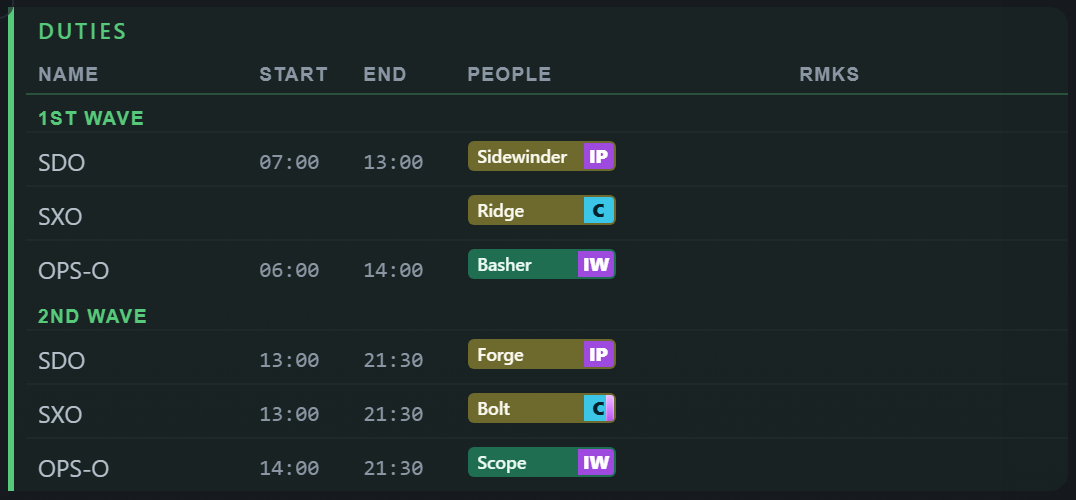 DUTIES
NAME START END PEOPLE RMKS
1ST WAVE
SDO 07:00 13:00 Sidewinder IP
SXO Ridge C
OPS-O 06:00 14:00 Basher IW
2ND WAVE
SDO 13:00 21:30 Forge IP
SXO 13:00 21:30 Bolt C
OPS-O 14:00 21:30 Scope IW